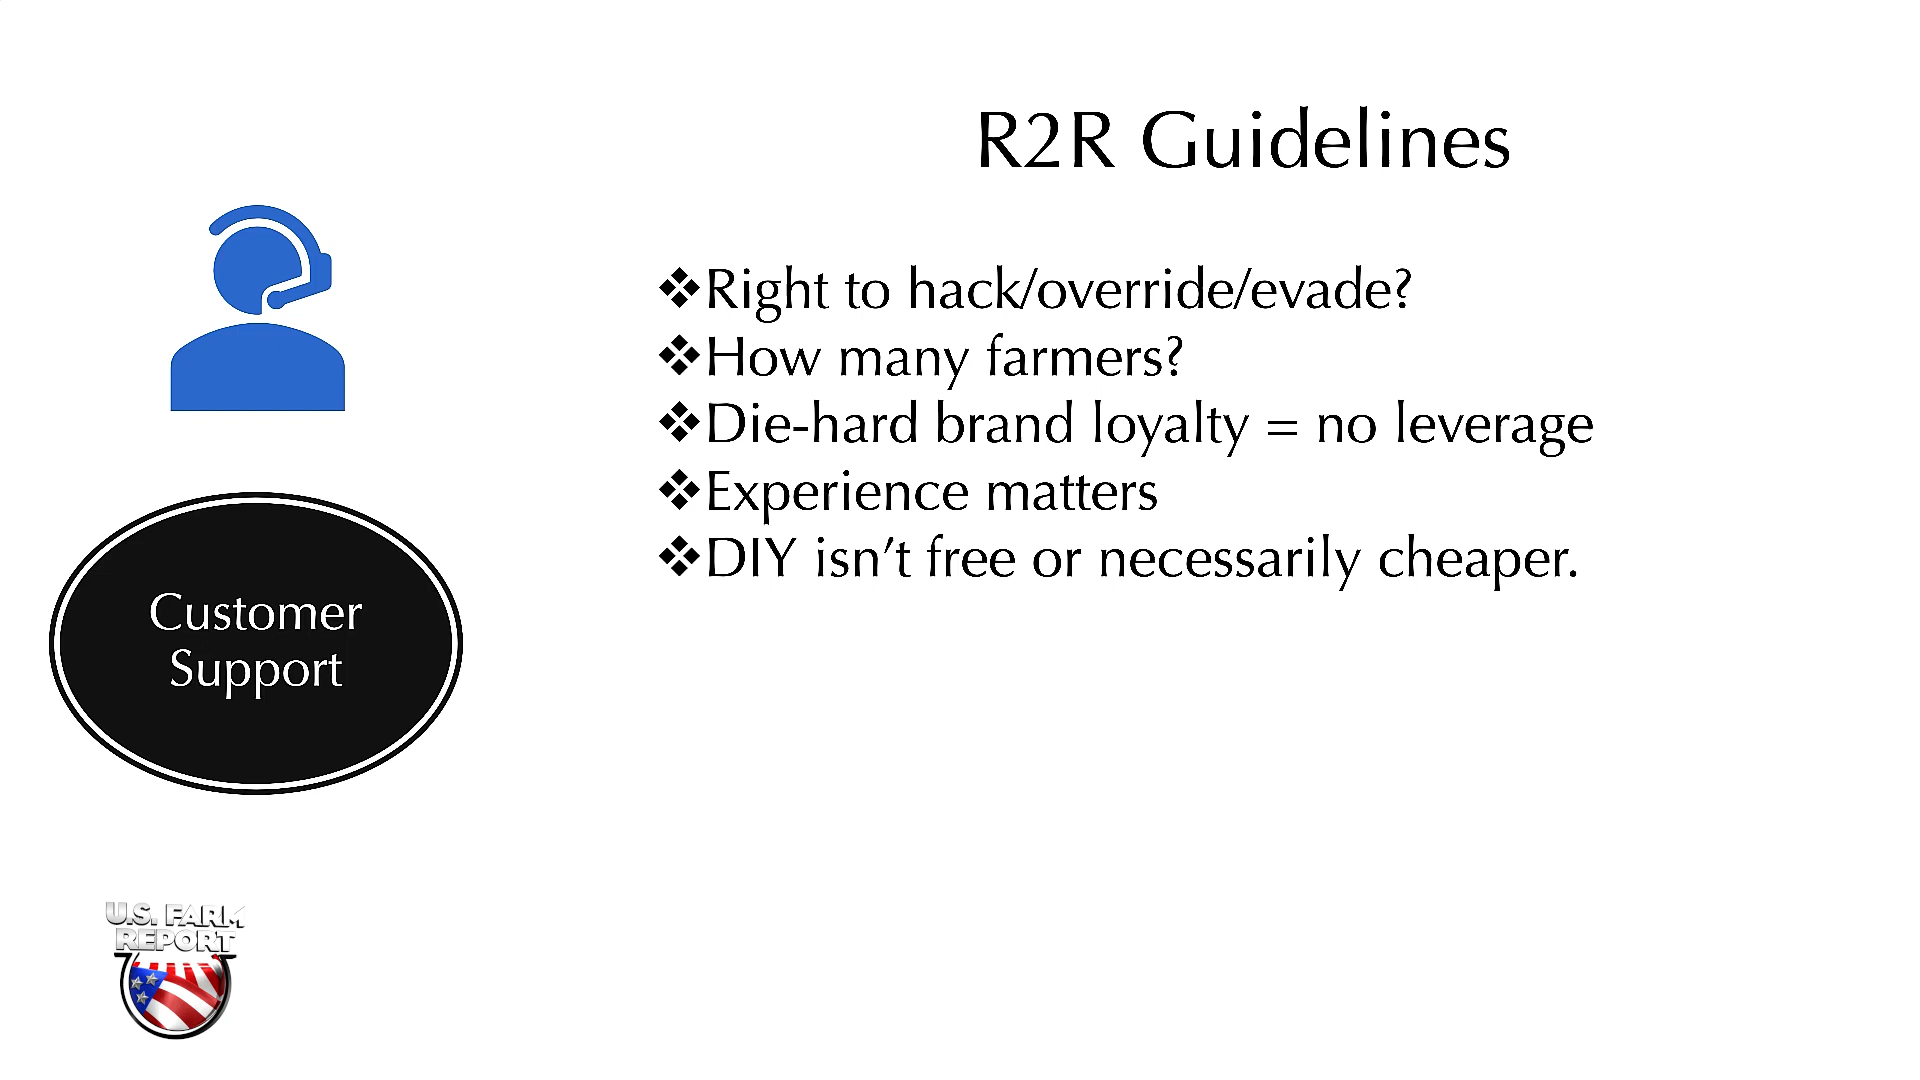 R2R Guidelines
❖Right to hack/override/evade?
❖How many farmers?
❖Die-hard brand loyalty = no leverage
❖Experience matters
❖DIY isn’t free or necessarily cheaper.
Customer
Support
U.S. FARM
REPORT